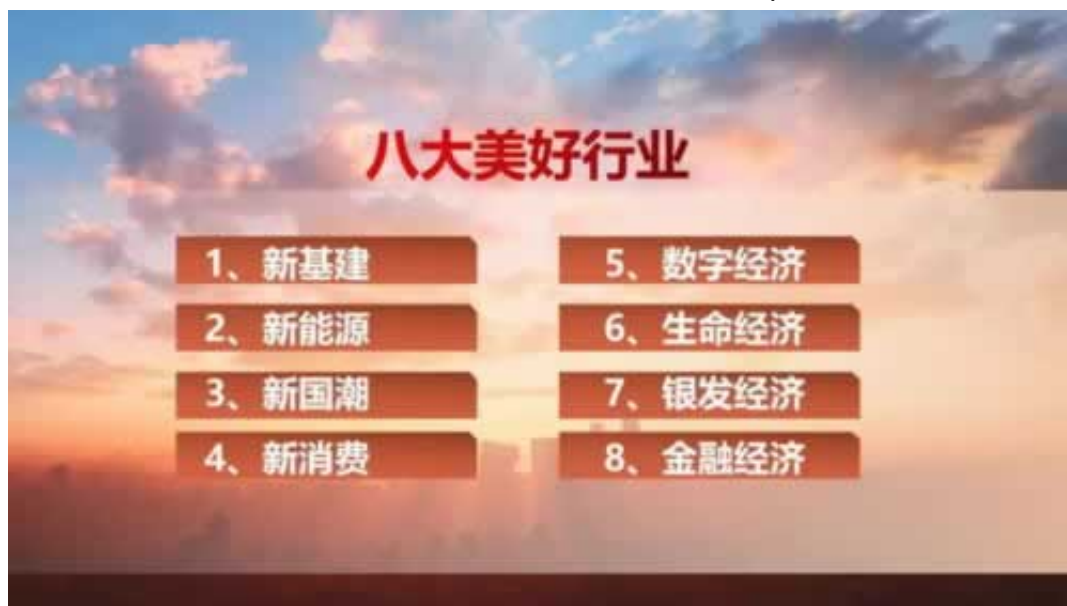 八大美好行业
1、新基建
2、新能源
3、新国潮
4、新消费
5、数字经济
6、生命经济
7、银发经济
8、金融经济